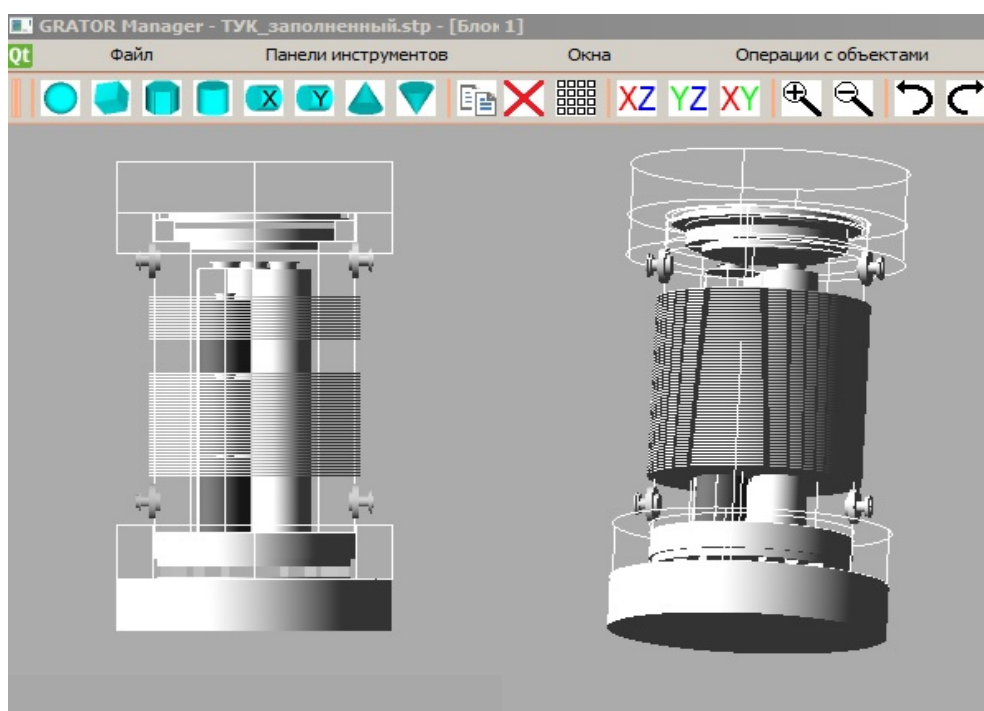 GRATOR Manager - ТУК_заполненный.stp - [Блок 1]
Qt Файл Панели инструментов Окна Операции с объектами
X Y XZ YZ XY